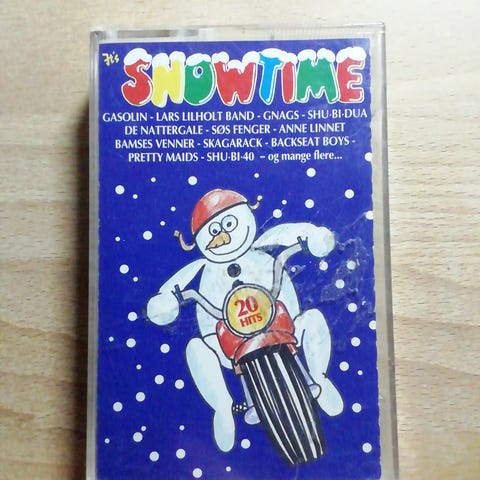 It's
SNOWTIME
GASOLIN - LARS LILHOLT BAND - GNAGS - SHU·BI·DUA
DE NATTERGALE - SØS FENGER - ANNE LINNET
BAMSES VENNER - SKAGARACK - BACKSEAT BOYS -
PRETTY MAIDS - SHU·BI·40 – og mange flere...
20
HITS